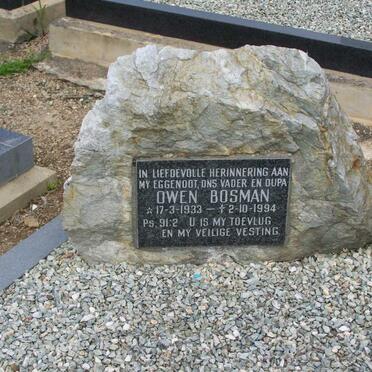 IN LIEFDEVOLLE HERINNERING AAN
MY EGGENOOT, ONS VADER EN OUPA
OWEN BOSMAN
☆ 17-3-1933 – ✝ 2-10-1994
Ps. 91:2 U IS MY TOEVLUG
EN MY VEILIGE VESTING.